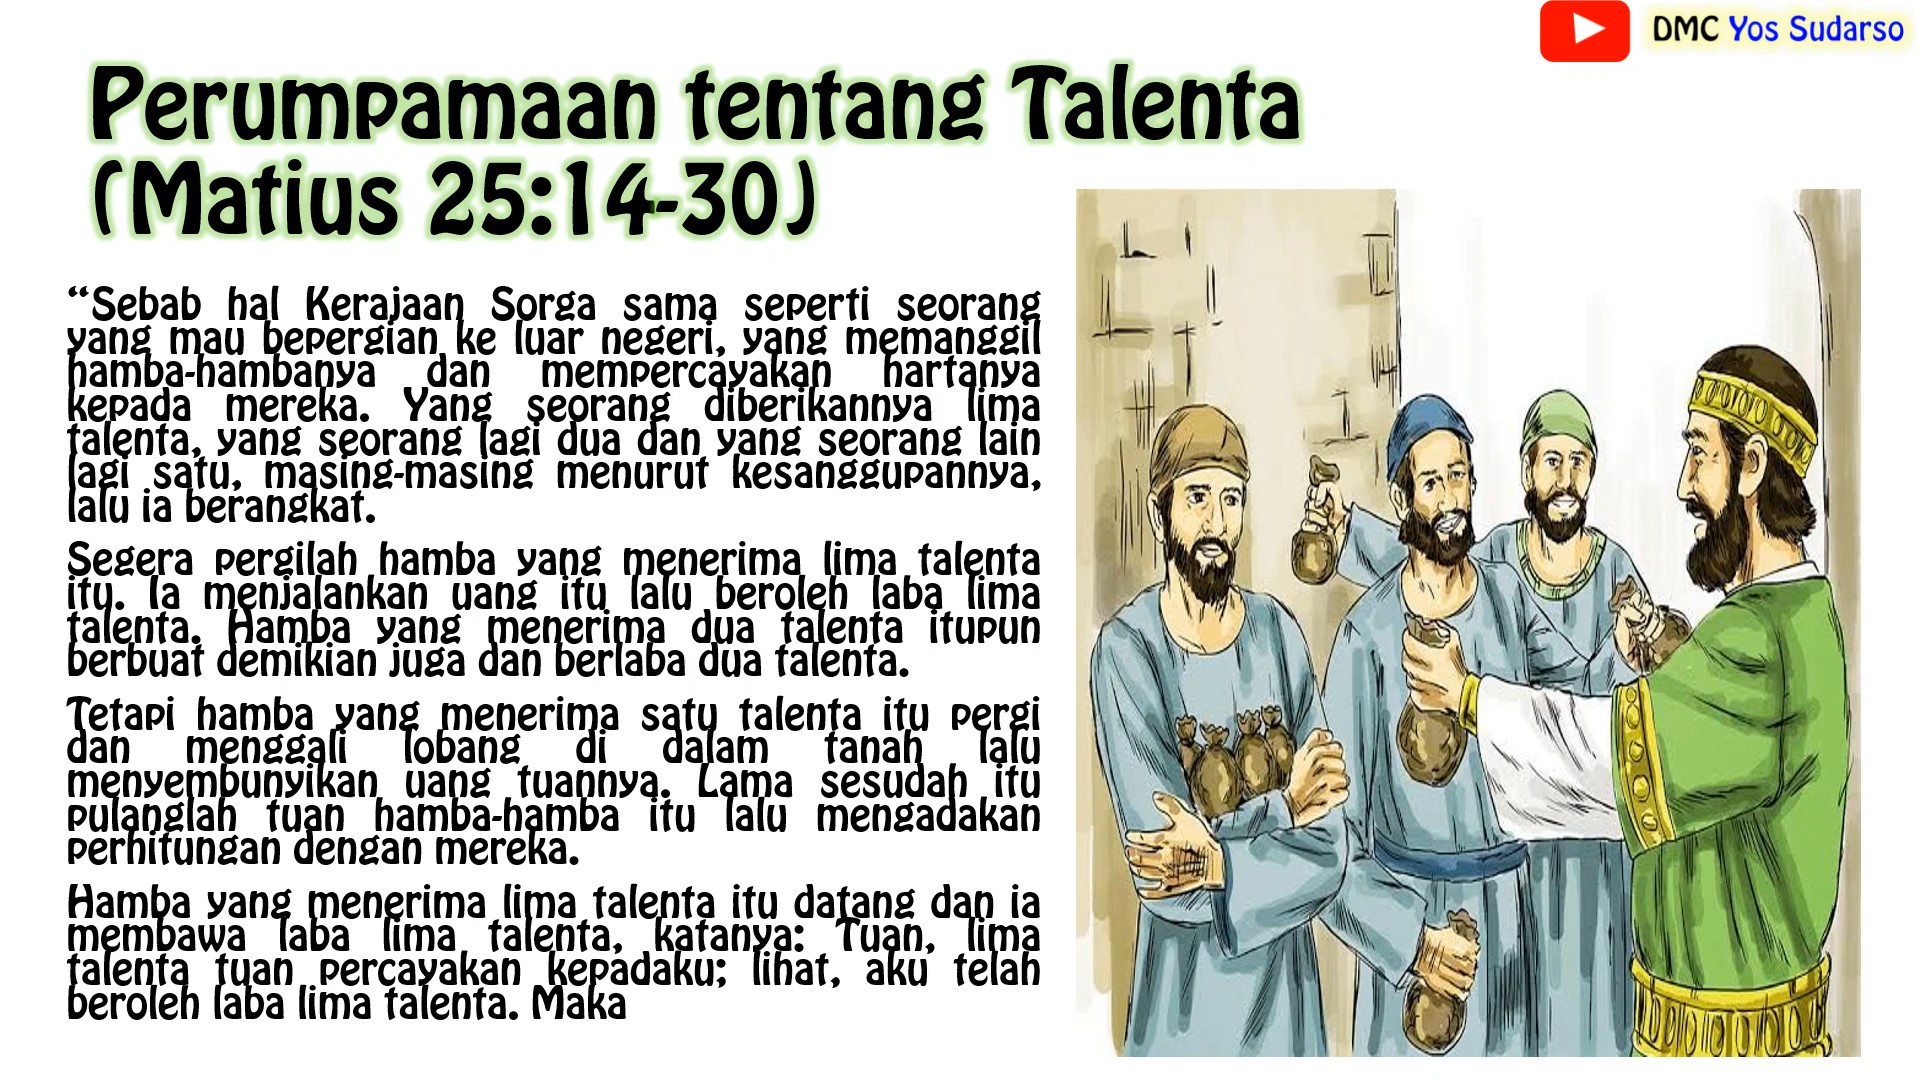 DMC Yos Sudarso
Perumpamaan tentang Talenta
(Matius 25:14-30)
“Sebab hal Kerajaan Sorga sama seperti seorang
yang mau bepergian ke luar negeri, yang memanggil
hamba-hambanya dan mempercayakan hartanya
kepada mereka. Yang seorang diberikannya lima
talenta, yang seorang lagi dua dan yang seorang lain
lagi satu, masing-masing menurut kesanggupannya,
lalu ia berangkat.
Segera pergilah hamba yang menerima lima talenta
itu. Ia menjalankan uang itu lalu beroleh laba lima
talenta. Hamba yang menerima dua talenta itupun
berbuat demikian juga dan berlaba dua talenta.
Tetapi hamba yang menerima satu talenta itu pergi
dan menggali lobang di dalam tanah lalu
menyembunyikan uang tuannya. Lama sesudah itu
pulanglah tuan hamba-hamba itu lalu mengadakan
perhitungan dengan mereka.
Hamba yang menerima lima talenta itu datang dan ia
membawa laba lima talenta, katanya: Tuan, lima
talenta tuan percayakan kepadaku; lihat, aku telah
beroleh laba lima talenta. Maka